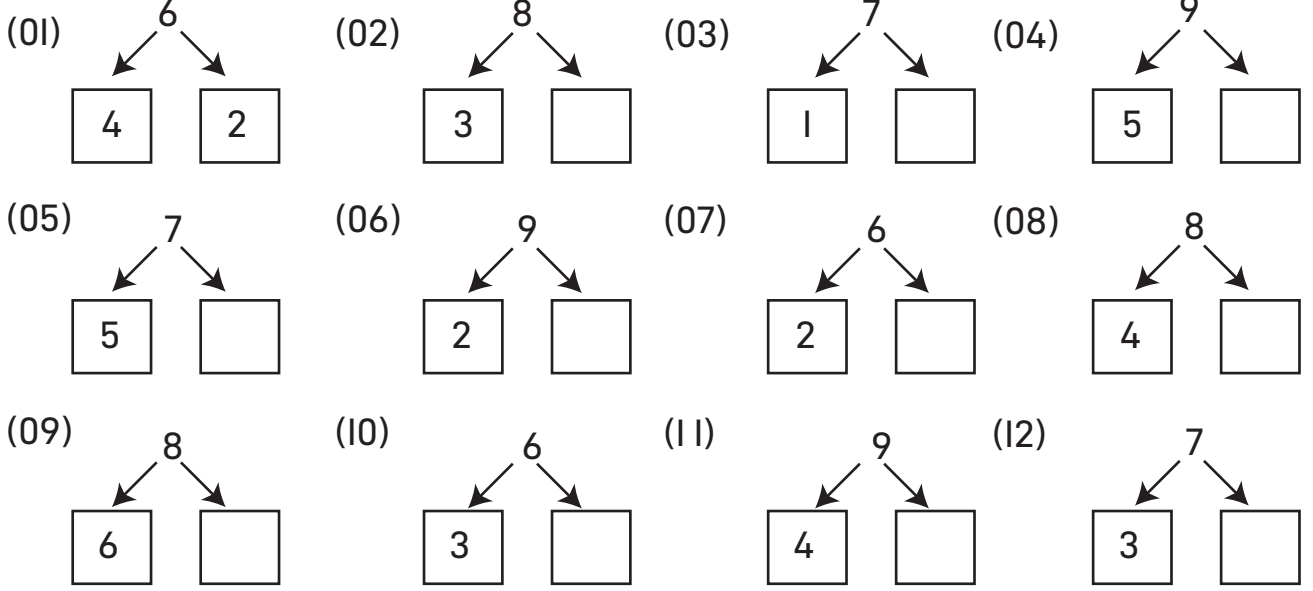 (01) 6 (02) 8 (03) 7 (04) 9
4 2 3 1 5
(05) 7 (06) 9 (07) 6 (08) 8
5 2 2 4
(09) 8 (10) 6 (11) 9 (12) 7
6 3 4 3